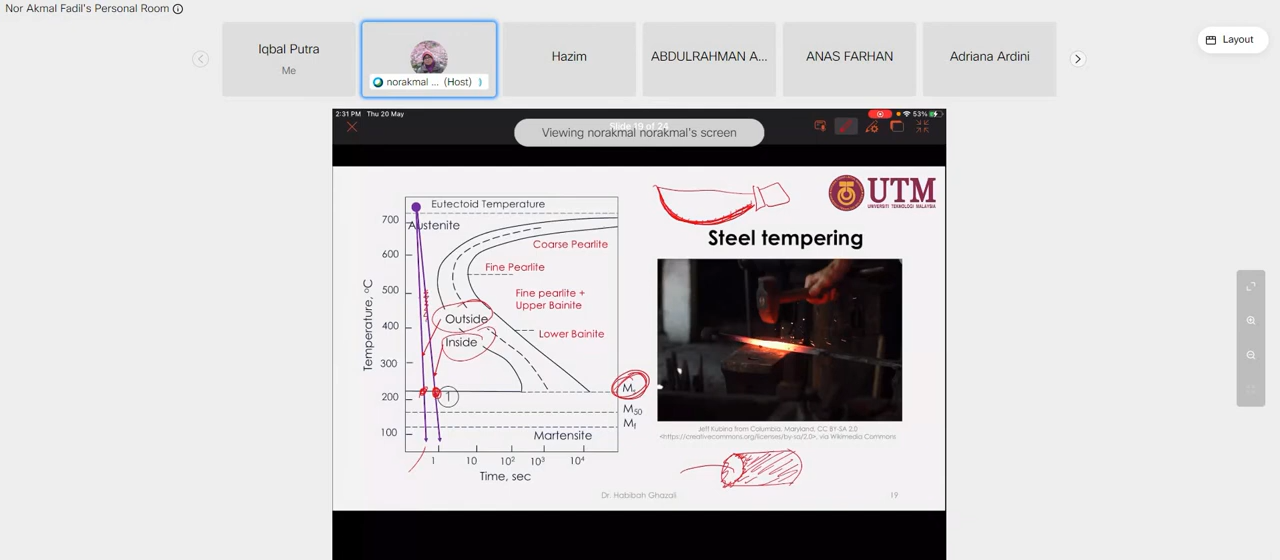 Nor Akmal Fadil's Personal Room
Layout
Iqbal Putra
Me
norakmal ... (Host)
Hazim
ABDULRAHMAN A...
ANAS FARHAN
Adriana Ardini
2:31 PM Thu 20 May
53%
Slide 19 of 24
Viewing norakmal norakmal's screen
UTM
UNIVERSITI TEKNOLOGI MALAYSIA
Steel tempering
Eutectoid Temperature
Austenite
Coarse Pearlite
Fine Pearlite
Fine pearlite +
Upper Bainite
Outside
Lower Bainite
Inside
Ms
1
M50
Mf
Martensite
Temperature, °C
700
600
500
400
300
200
100
1 10 10² 10³ 10⁴
Time, sec
Jeff Kubina from Columbia, Maryland, CC BY-SA 2.0
<https://creativecommons.org/licenses/by-sa/2.0>, via Wikimedia Commons
Dr. Habibah Ghazali
19